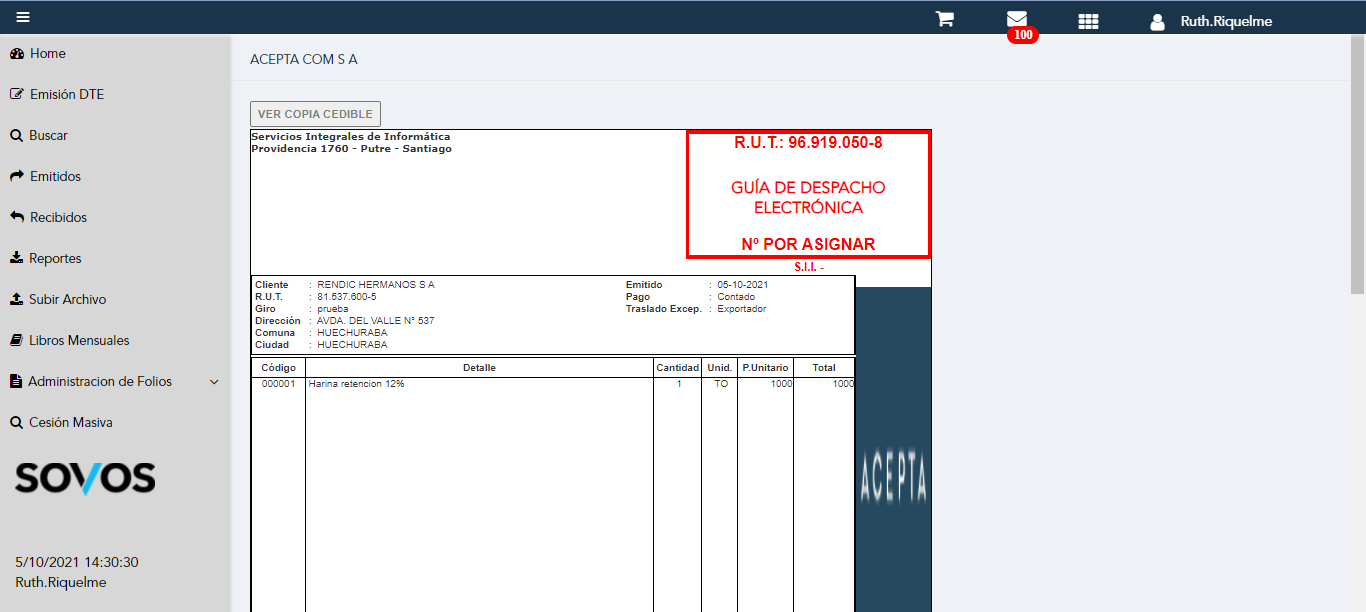 Ruth.Riquelme
100
Home
Emisión DTE
Buscar
Emitidos
Recibidos
Reportes
Subir Archivo
Libros Mensuales
Administracion de Folios
Cesión Masiva
SOVOS
5/10/2021 14:30:30
Ruth.Riquelme
ACEPTA COM S A
VER COPIA CEDIBLE
Servicios Integrales de Informática
Providencia 1760 - Putre - Santiago
R.U.T.: 96.919.050-8
GUÍA DE DESPACHO
ELECTRÓNICA
Nº POR ASIGNAR
S.I.I. -
Cliente : RENDIC HERMANOS S A Emitido : 05-10-2021
R.U.T. : 81.537.600-5 Pago : Contado
Giro : prueba Traslado Excep. : Exportador
Dirección : AVDA. DEL VALLE N° 537
Comuna : HUECHURABA
Ciudad : HUECHURABA
Código Detalle Cantidad Unid. P.Unitario Total
000001 Harina retencion 12% 1 TO 1000 1000
ACEPTA